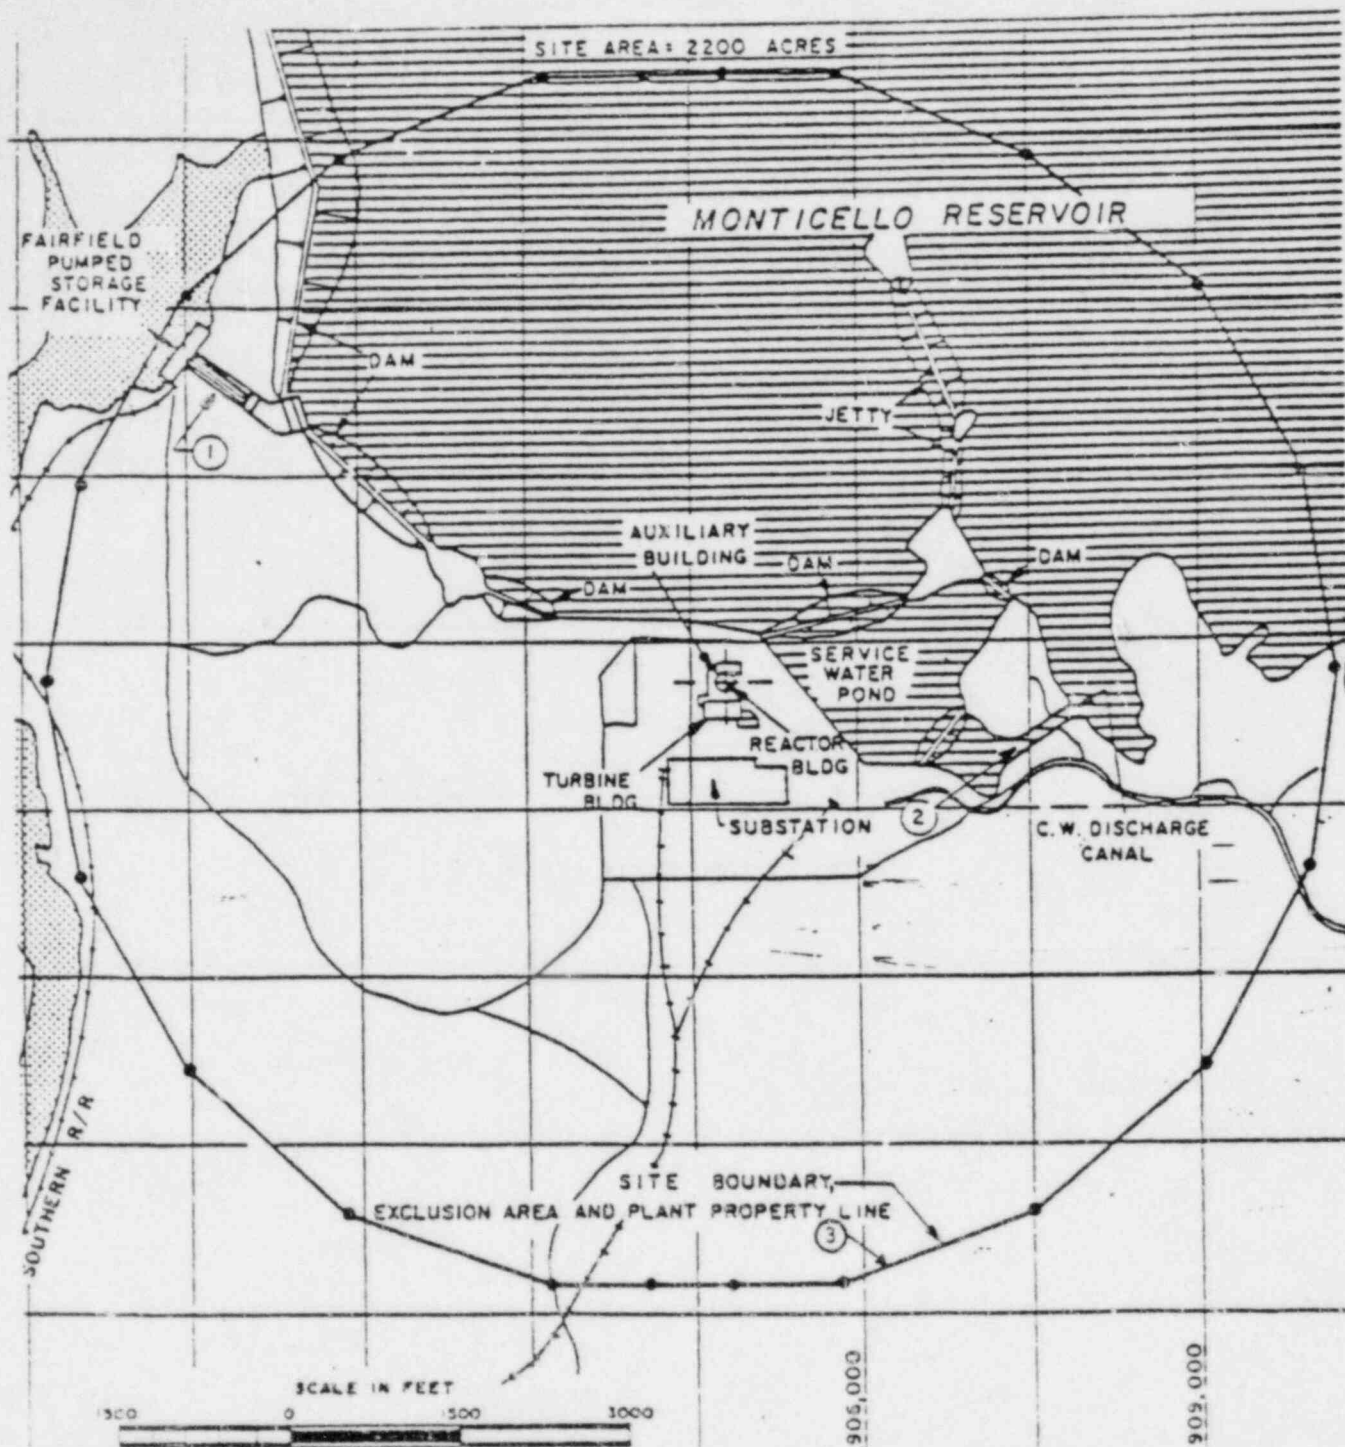 SITE AREA: 2200 ACRES
MONTICELLO RESERVOIR
FAIRFIELD
PUMPED
STORAGE
FACILITY
DAM
JETTY
1
AUXILIARY
BUILDING
DAM
DAM
DAM
SERVICE
WATER
POND
REACTOR
BLDG
TURBINE
BLDG
SUBSTATION
2
C.W. DISCHARGE
CANAL
SOUTHERN R/R
SITE BOUNDARY,
EXCLUSION AREA AND PLANT PROPERTY LINE
3
SCALE IN FEET
1500 0 1500 3000
905,000
909,000